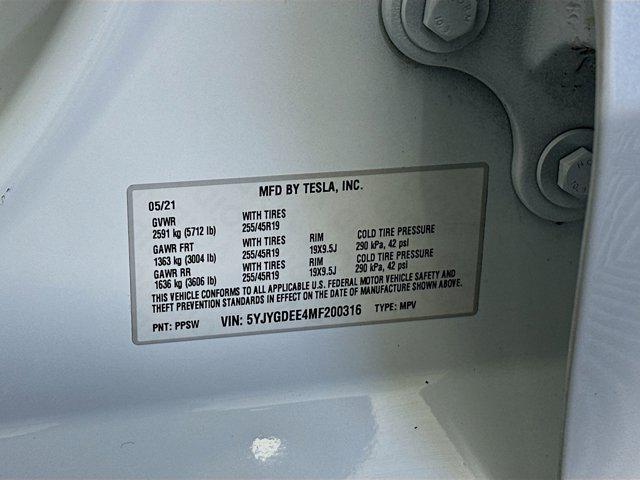 MFD BY TESLA, INC.
05/21
GVWR WITH TIRES
2591 kg (5712 lb) 255/45R19
GAWR FRT WITH TIRES RIM COLD TIRE PRESSURE
1363 kg (3004 lb) 255/45R19 19X9.5J 290 kPa, 42 psi
GAWR RR WITH TIRES RIM COLD TIRE PRESSURE
1636 kg (3606 lb) 255/45R19 19X9.5J 290 kPa, 42 psi
THIS VEHICLE CONFORMS TO ALL APPLICABLE U.S. FEDERAL MOTOR VEHICLE SAFETY AND
THEFT PREVENTION STANDARDS IN EFFECT ON THE DATE OF MANUFACTURE SHOWN ABOVE.
PNT: PPSW VIN: 5YJYGDEE4MF200316 TYPE: MPV